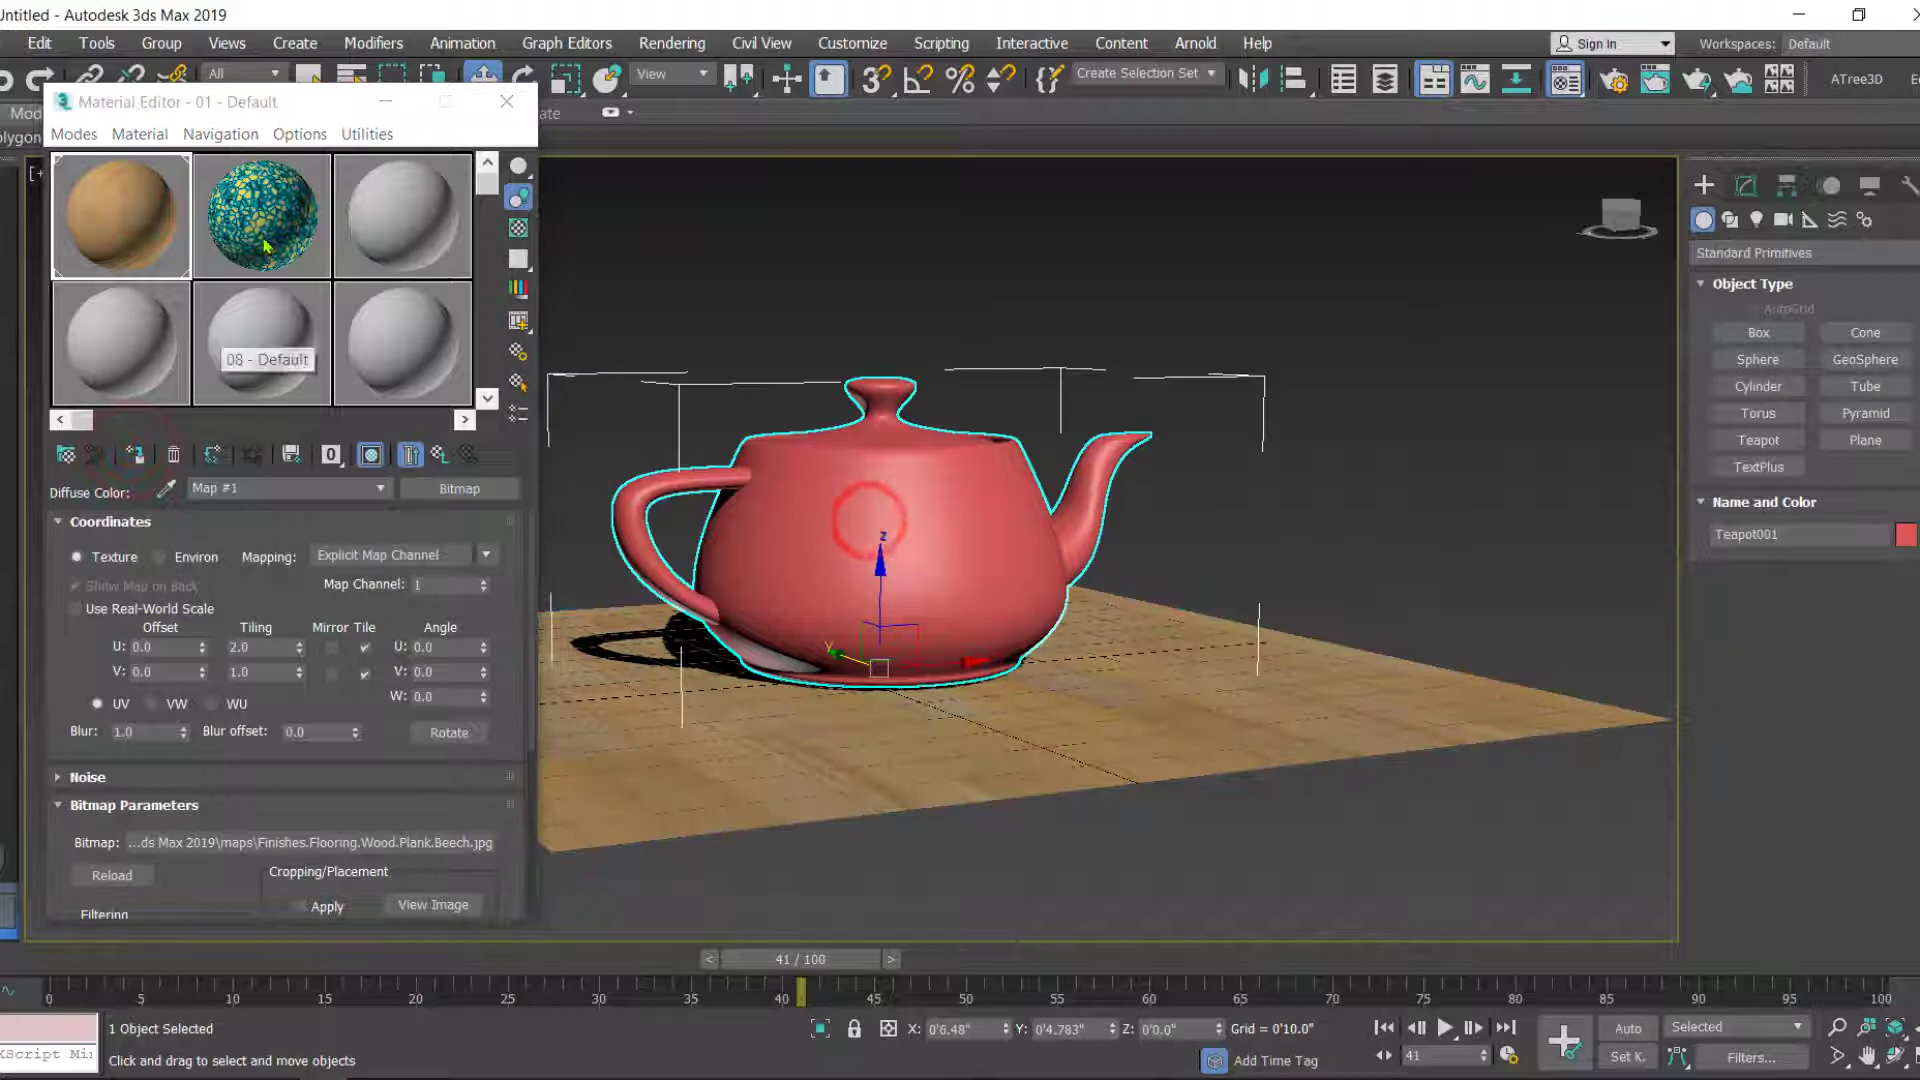 Untitled - Autodesk 3ds Max 2019
Edit Tools Group Views Create Modifiers Animation Graph Editors Rendering Civil View Customize Scripting Interactive Content Arnold Help Sign In Workspaces: Default
All View Create Selection Set ATree3D
Material Editor - 01 - Default
Modes Material Navigation Options Utilities
08 - Default
0
Diffuse Color: Map #1 Bitmap
Coordinates
Texture Environ Mapping: Explicit Map Channel
Show Map on Back Map Channel: 1
Use Real-World Scale
Offset Tiling Mirror Tile Angle
U: 0.0 2.0 U: 0.0
V: 0.0 1.0 V: 0.0
W: 0.0
UV VW WU
Blur: 1.0 Blur offset: 0.0 Rotate
Noise
Bitmap Parameters
Bitmap: ...ds Max 2019\maps\Finishes.Flooring.Wood.Plank.Beech.jpg
Reload Cropping/Placement
Apply View Image
Filtering
z
Y
Standard Primitives
Object Type
AutoGrid
Box Cone
Sphere GeoSphere
Cylinder Tube
Torus Pyramid
Teapot Plane
TextPlus
Name and Color
Teapot001
< 41 / 100 >
0 5 10 15 20 25 30 35 40 45 50 55 60 65 70 75 80 85 90 95 100
1 Object Selected X: 0'6.48" Y: 0'4.783" Z: 0'0.0" Grid = 0'10.0" Auto Selected
Click and drag to select and move objects Add Time Tag 41 Set K. Filters...